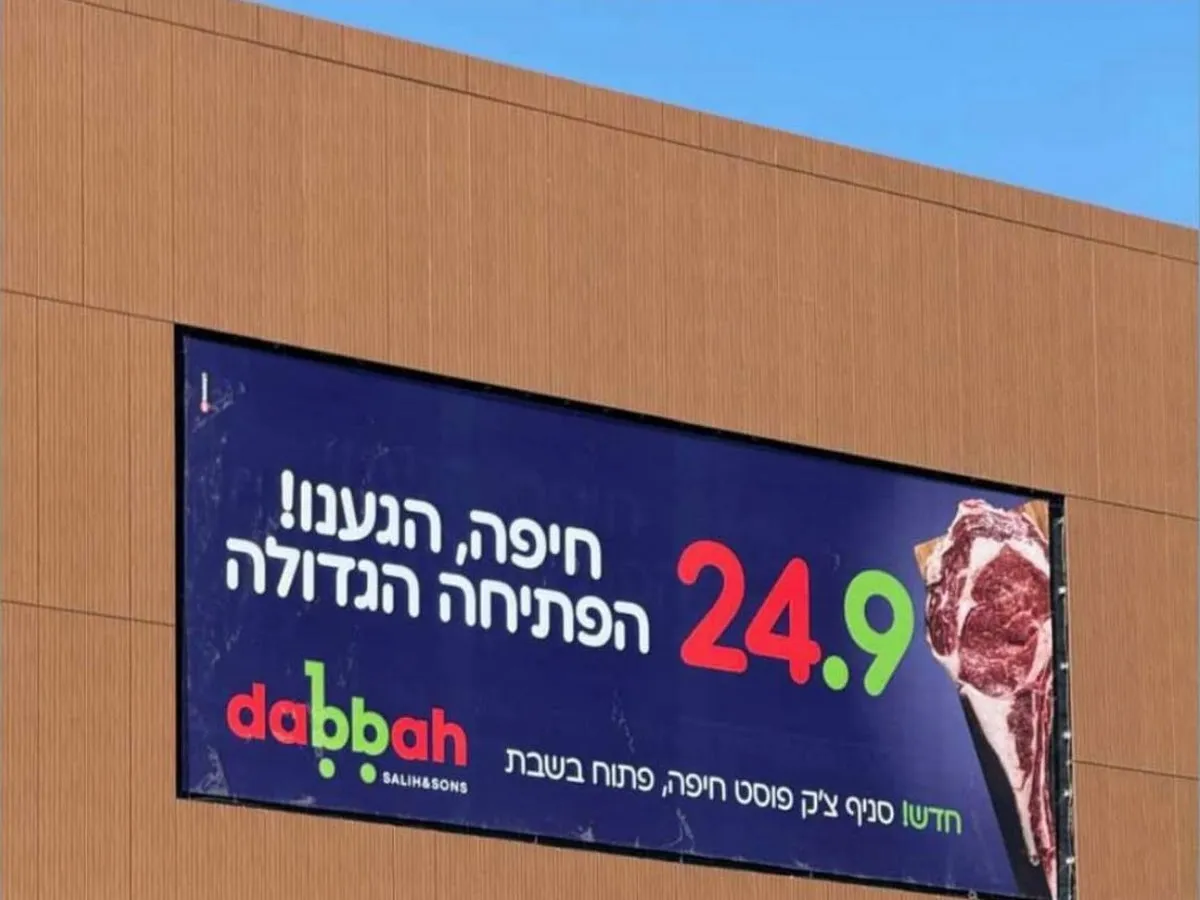 חיפה, הגענו!
הפתיחה הגדולה
24.9
dabbah
SALIH&SONS
חדש! סניף צ'ק פוסט חיפה, פתוח בשבת